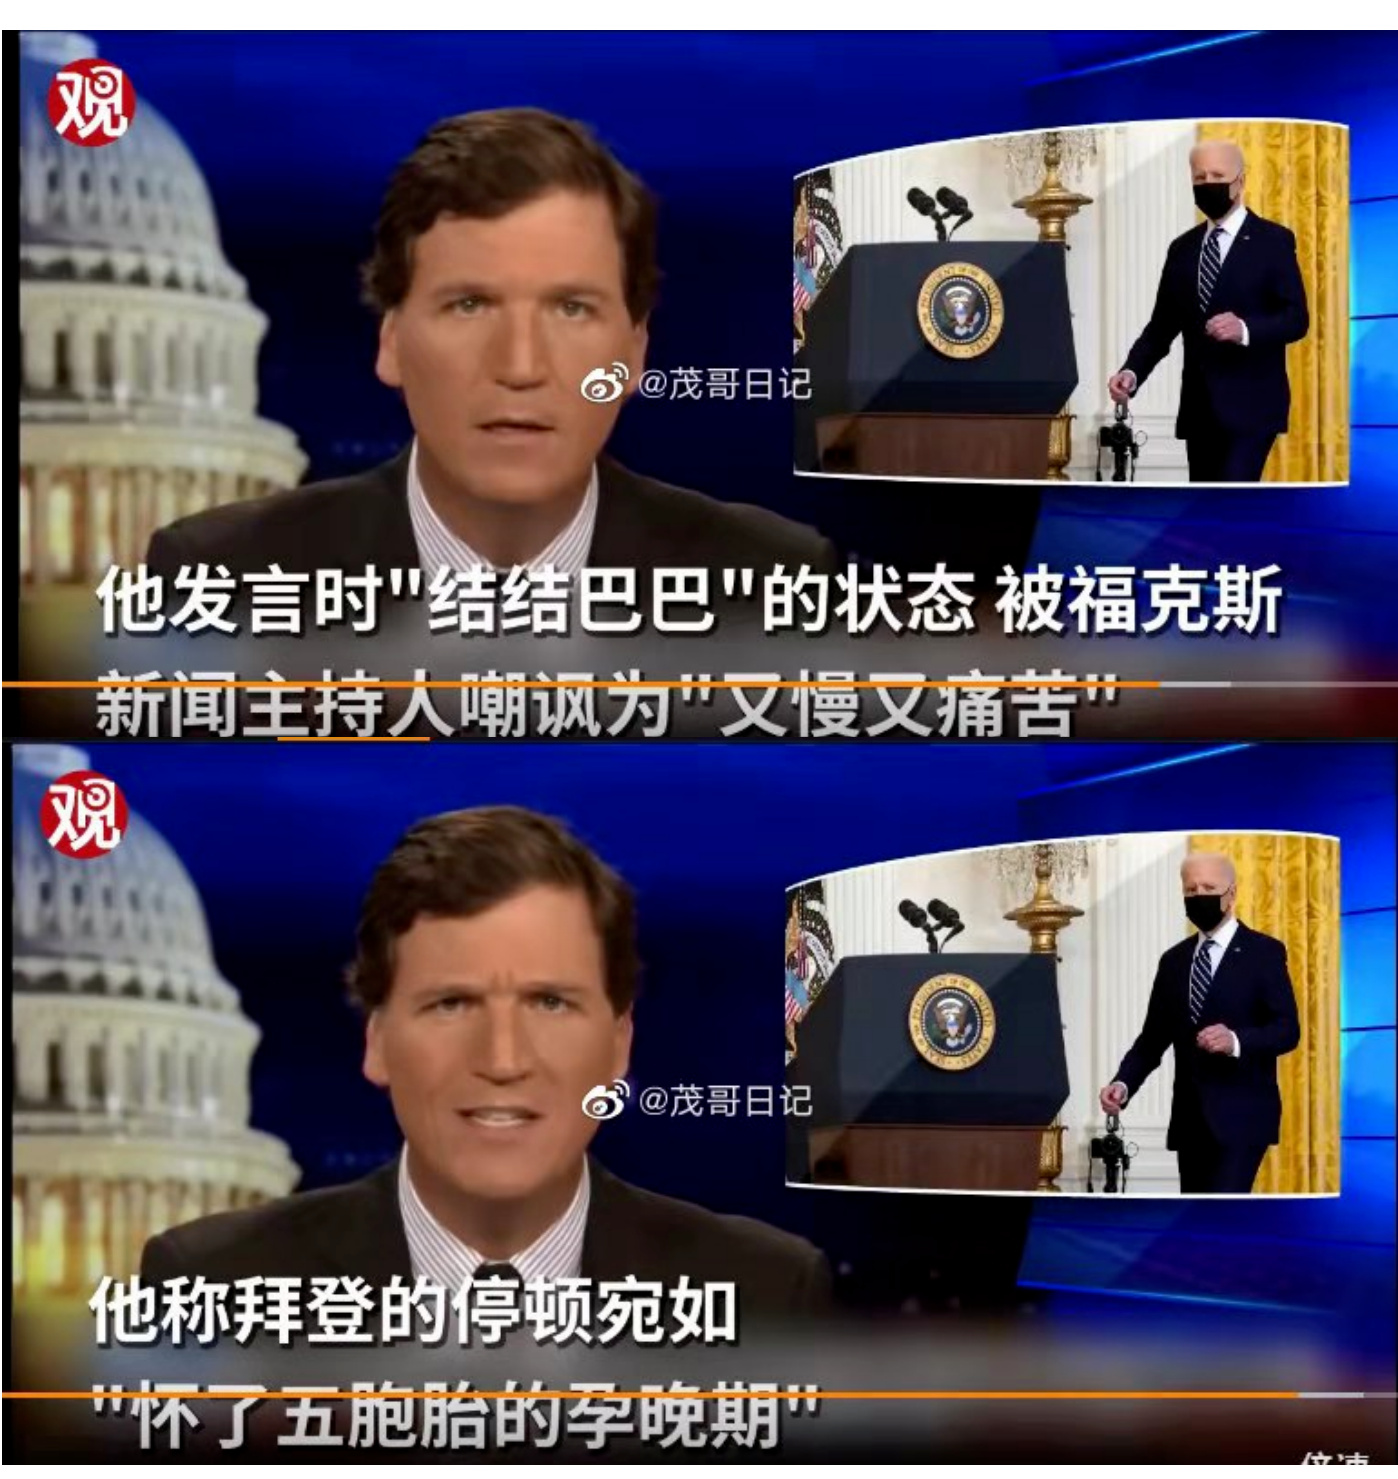 观
@茂哥日记
他发言时"结结巴巴"的状态 被福克斯
新闻主持人嘲讽为"又慢又痛苦"
观
@茂哥日记
他称拜登的停顿宛如
"怀了五胞胎的孕晚期"
倍速